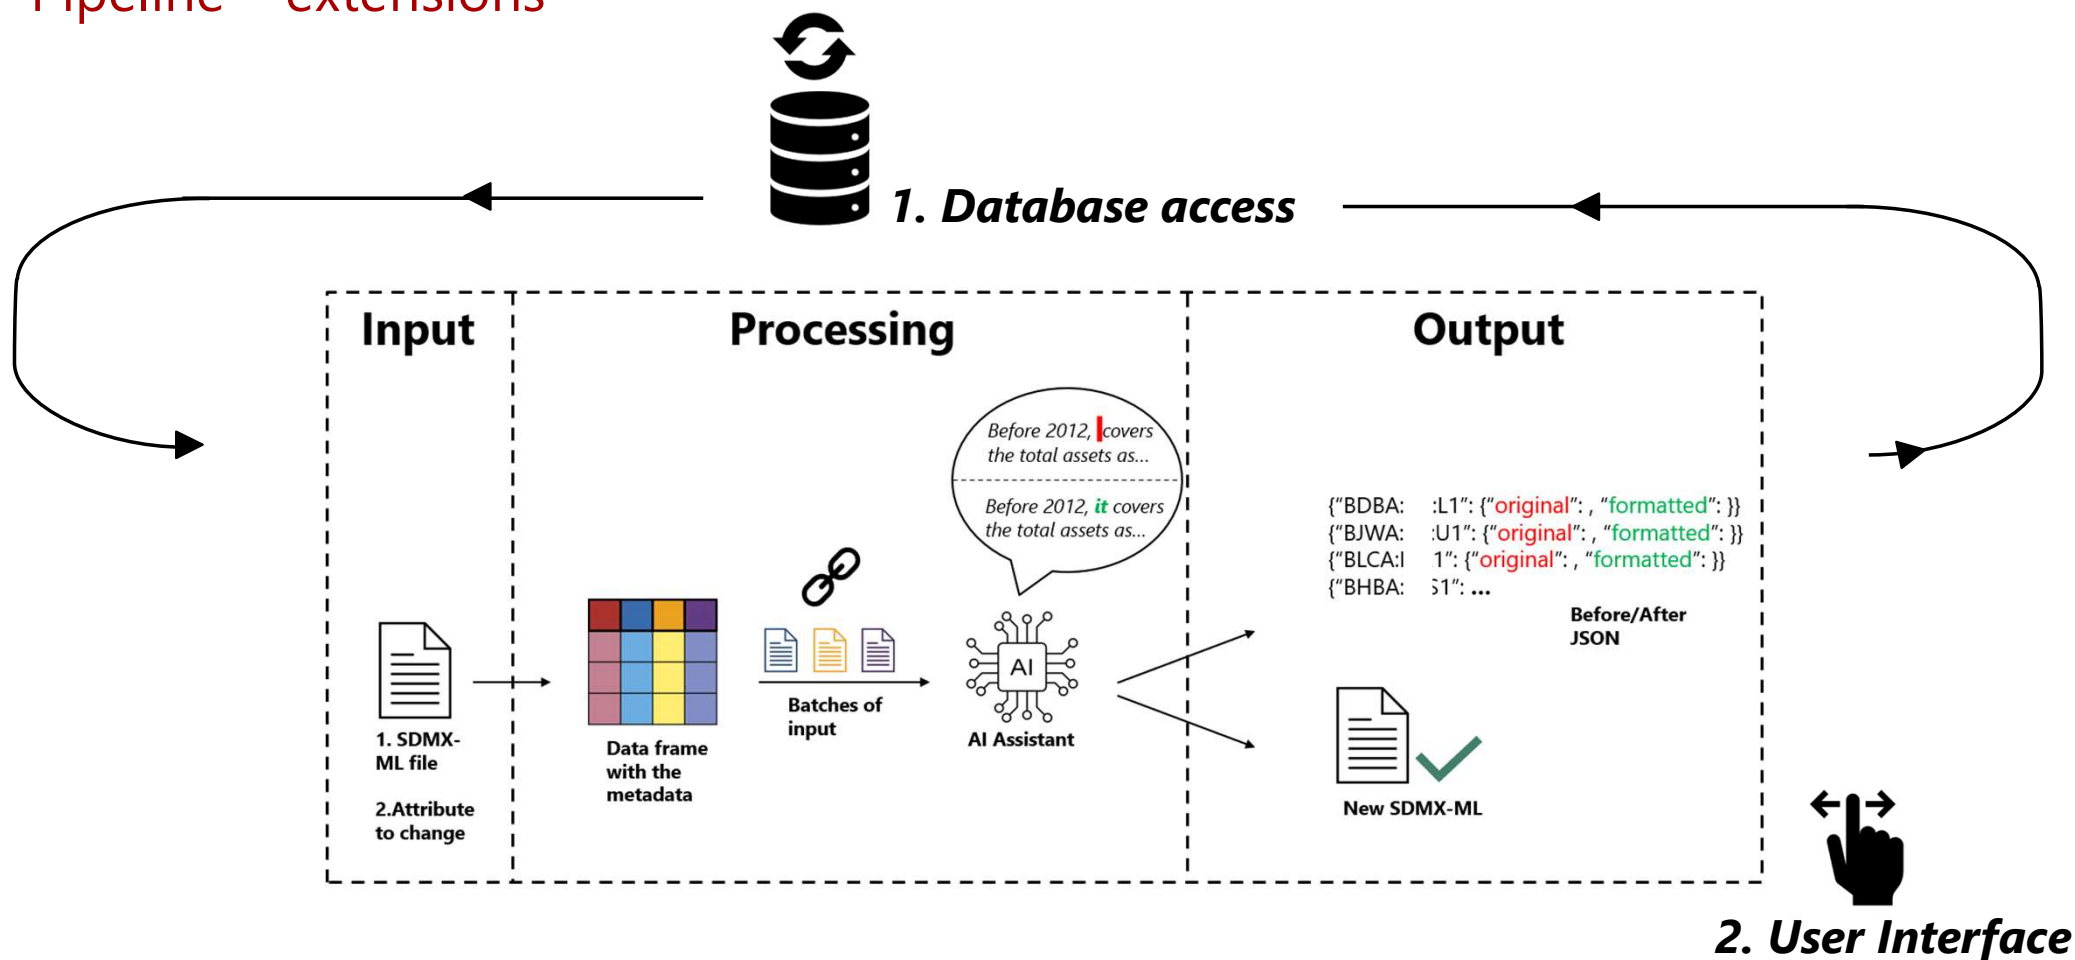 Pipeline – extensions
1. Database access
Input
Processing
Output
Before 2012, covers
the total assets as...
Before 2012, it covers
the total assets as...
{“BDBA: :L1”: {“original”: , “formatted”: }}
{“BJWA: :U1”: {“original”: , “formatted”: }}
{“BLCA:I 1”: {“original”: , “formatted”: }}
{“BHBA: S1”: ...
Before/After
JSON
AI
1. SDMX-
ML file
2.Attribute
to change
Data frame
with the
metadata
Batches of
input
AI Assistant
New SDMX-ML
2. User Interface